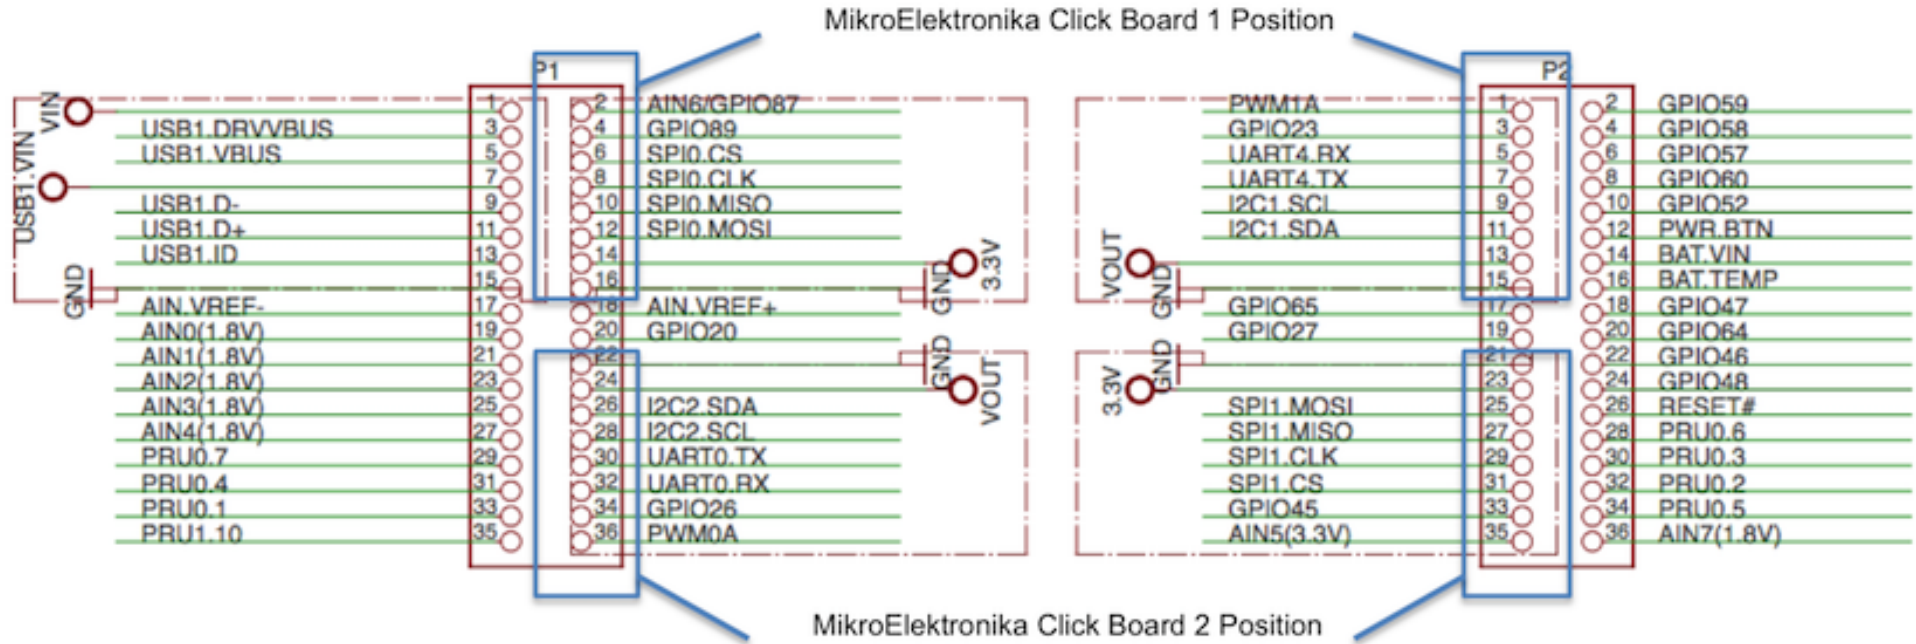 MikroElektronika Click Board 1 Position
P1
P2
VIN
1
2 AIN6/GPIO87
PWM1A 1
2 GPIO59
USB1.DRVVBUS 3
4 GPIO89
GPIO23 3
4 GPIO58
USB1.VBUS 5
6 SPI0.CS
UART4.RX 5
6 GPIO57
USB1.VIN
7
8 SPI0.CLK
UART4.TX 7
8 GPIO60
USB1.D- 9
10 SPI0.MISO
I2C1.SCL 9
10 GPIO52
USB1.D+ 11
12 SPI0.MOSI
I2C1.SDA 11
12 PWR.BTN
USB1.ID 13
14
3.3V
VOUT
13
14 BAT.VIN
GND
15
16
GND
GND
15
16 BAT.TEMP
AIN.VREF- 17
18 AIN.VREF+
GPIO65 17
18 GPIO47
AIN0(1.8V) 19
20 GPIO20
GPIO27 19
20 GPIO64
AIN1(1.8V) 21
22
GND
GND
21
22 GPIO46
AIN2(1.8V) 23
24
VOUT
3.3V
23
24 GPIO48
AIN3(1.8V) 25
26 I2C2.SDA
SPI1.MOSI 25
26 RESET#
AIN4(1.8V) 27
28 I2C2.SCL
SPI1.MISO 27
28 PRU0.6
PRU0.7 29
30 UART0.TX
SPI1.CLK 29
30 PRU0.3
PRU0.4 31
32 UART0.RX
SPI1.CS 31
32 PRU0.2
PRU0.1 33
34 GPIO26
GPIO45 33
34 PRU0.5
PRU1.10 35
36 PWM0A
AIN5(3.3V) 35
36 AIN7(1.8V)
MikroElektronika Click Board 2 Position